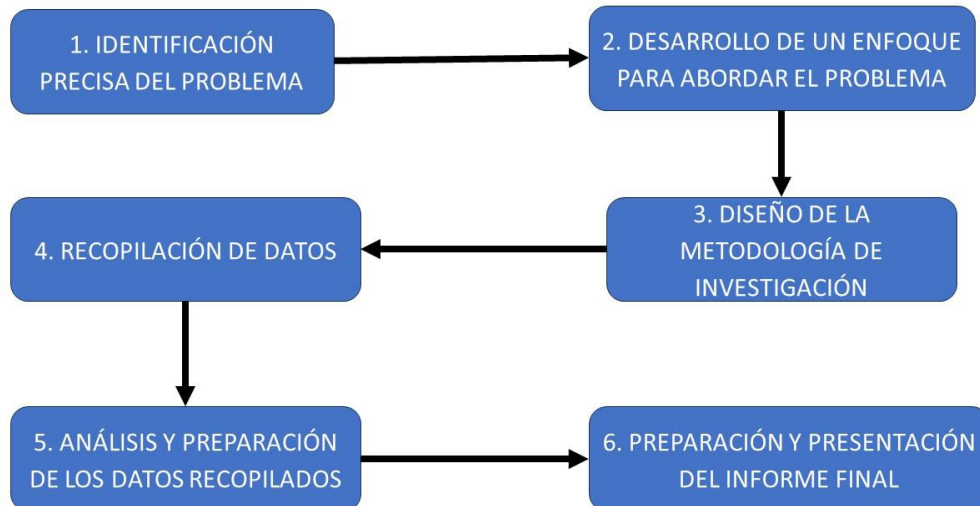 1. IDENTIFICACIÓN
PRECISA DEL PROBLEMA
2. DESARROLLO DE UN ENFOQUE
PARA ABORDAR EL PROBLEMA
3. DISEÑO DE LA
METODOLOGÍA DE
INVESTIGACIÓN
4. RECOPILACIÓN DE DATOS
5. ANÁLISIS Y PREPARACIÓN
DE LOS DATOS RECOPILADOS
6. PREPARACIÓN Y PRESENTACIÓN
DEL INFORME FINAL